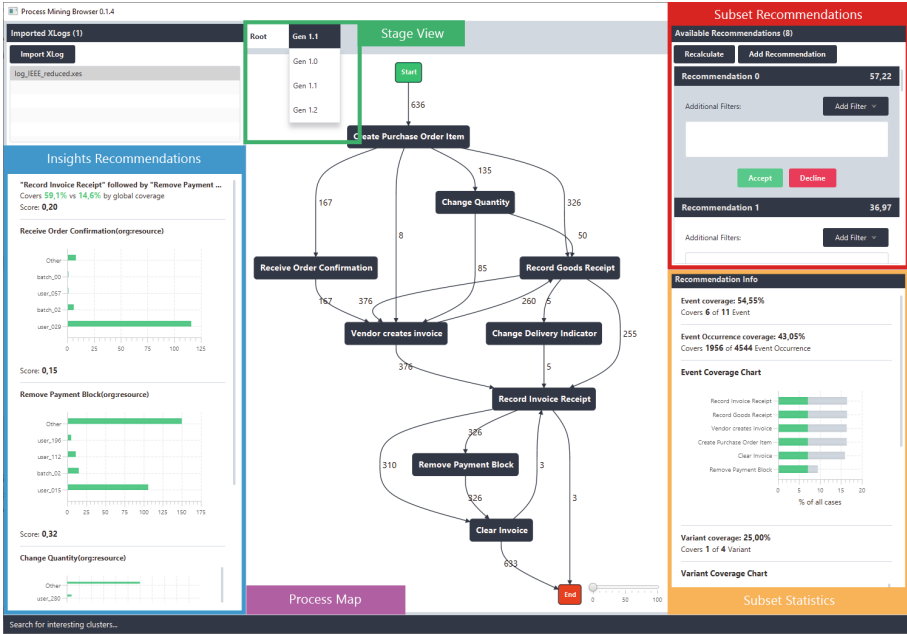 Process Mining Browser 0.1.4
Imported XLogs (1)
Import XLog
log_IEEE_reduced.xes
Insights Recommendations
"Record Invoice Receipt" followed by "Remove Payment ...
Covers 59,1% vs 14,6% by global coverage
Score: 0,20
Receive Order Confirmation(org:resource)
Other
batch_00
user_057
batch_02
user_029
0 25 50 75 100 125
Score: 0,15
Remove Payment Block(org:resource)
Other
user_196
user_112
batch_02
user_015
0 25 50 75 100 125 150 175
Score: 0,32
Change Quantity(org:resource)
Other
user_280
Root
Gen 1.1
Stage View
Gen 1.0
Gen 1.1
Gen 1.2
Start
636
Create Purchase Order Item
135
167
Change Quantity
326
8
50
Receive Order Confirmation
85
Record Goods Receipt
167
376
260
5
Vendor creates invoice
Change Delivery Indicator
255
376
5
Record Invoice Receipt
326
310
Remove Payment Block
3
326
3
Clear Invoice
633
End
0 50 100
Process Map
Subset Recommendations
Available Recommendations (8)
Recalculate
Add Recommendation
Recommendation 0 57,22
Additional Filters:
Add Filter
Accept
Decline
Recommendation 1 36,97
Additional Filters:
Add Filter
Recommendation Info
Event coverage: 54,55%
Covers 6 of 11 Event
Event Occurrence coverage: 43,05%
Covers 1956 of 4544 Event Occurrence
Event Coverage Chart
Record Invoice Receipt
Record Goods Receipt
Vendor creates invoice
Create Purchase Order Item
Clear Invoice
Remove Payment Block
0 5 10 15 20
% of all cases
Variant coverage: 25,00%
Covers 1 of 4 Variant
Variant Coverage Chart
Subset Statistics
Search for interesting clusters...